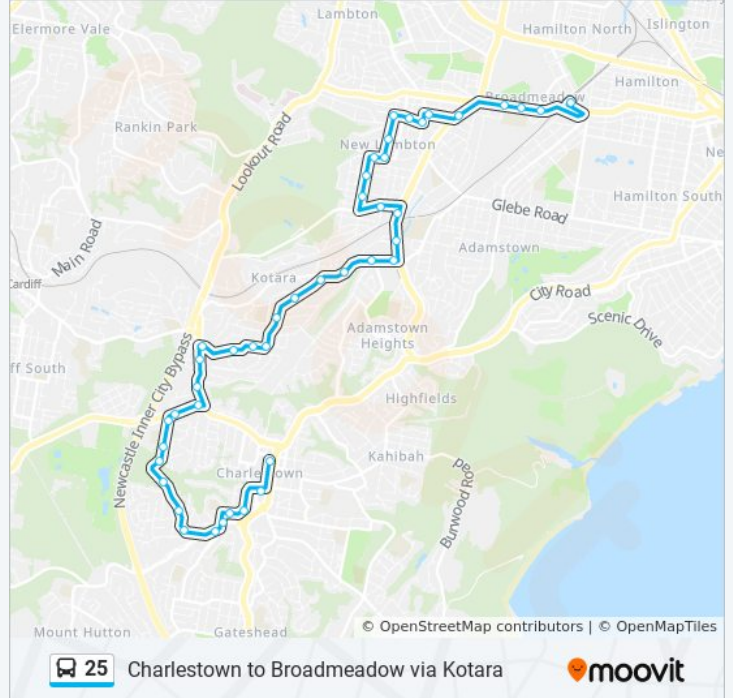 Lambton
Elermore Vale
Hamilton North
Islington
Hamilton
Broadmeadow
Rankin Park
Lookout Road
New Lambton
Ne
Hamilton South
Glebe Road
Main Road
Adamstown
Cardiff
Kotara
City Road
Scenic Drive
Adamstown
Heights
ff South
Newcastle Inner City Bypass
Highfields
Kahibah
Charlestown
Burwood Road
Mount Hutton
Gateshead
© OpenStreetMap contributors | © OpenMapTiles
25 Charlestown to Broadmeadow via Kotara
moovit